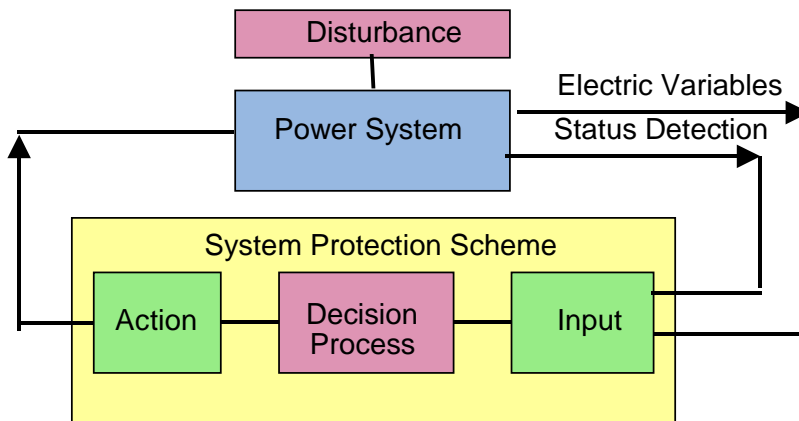 Disturbance
Electric Variables
Power System
Status Detection
System Protection Scheme
Action
Decision
Process
Input